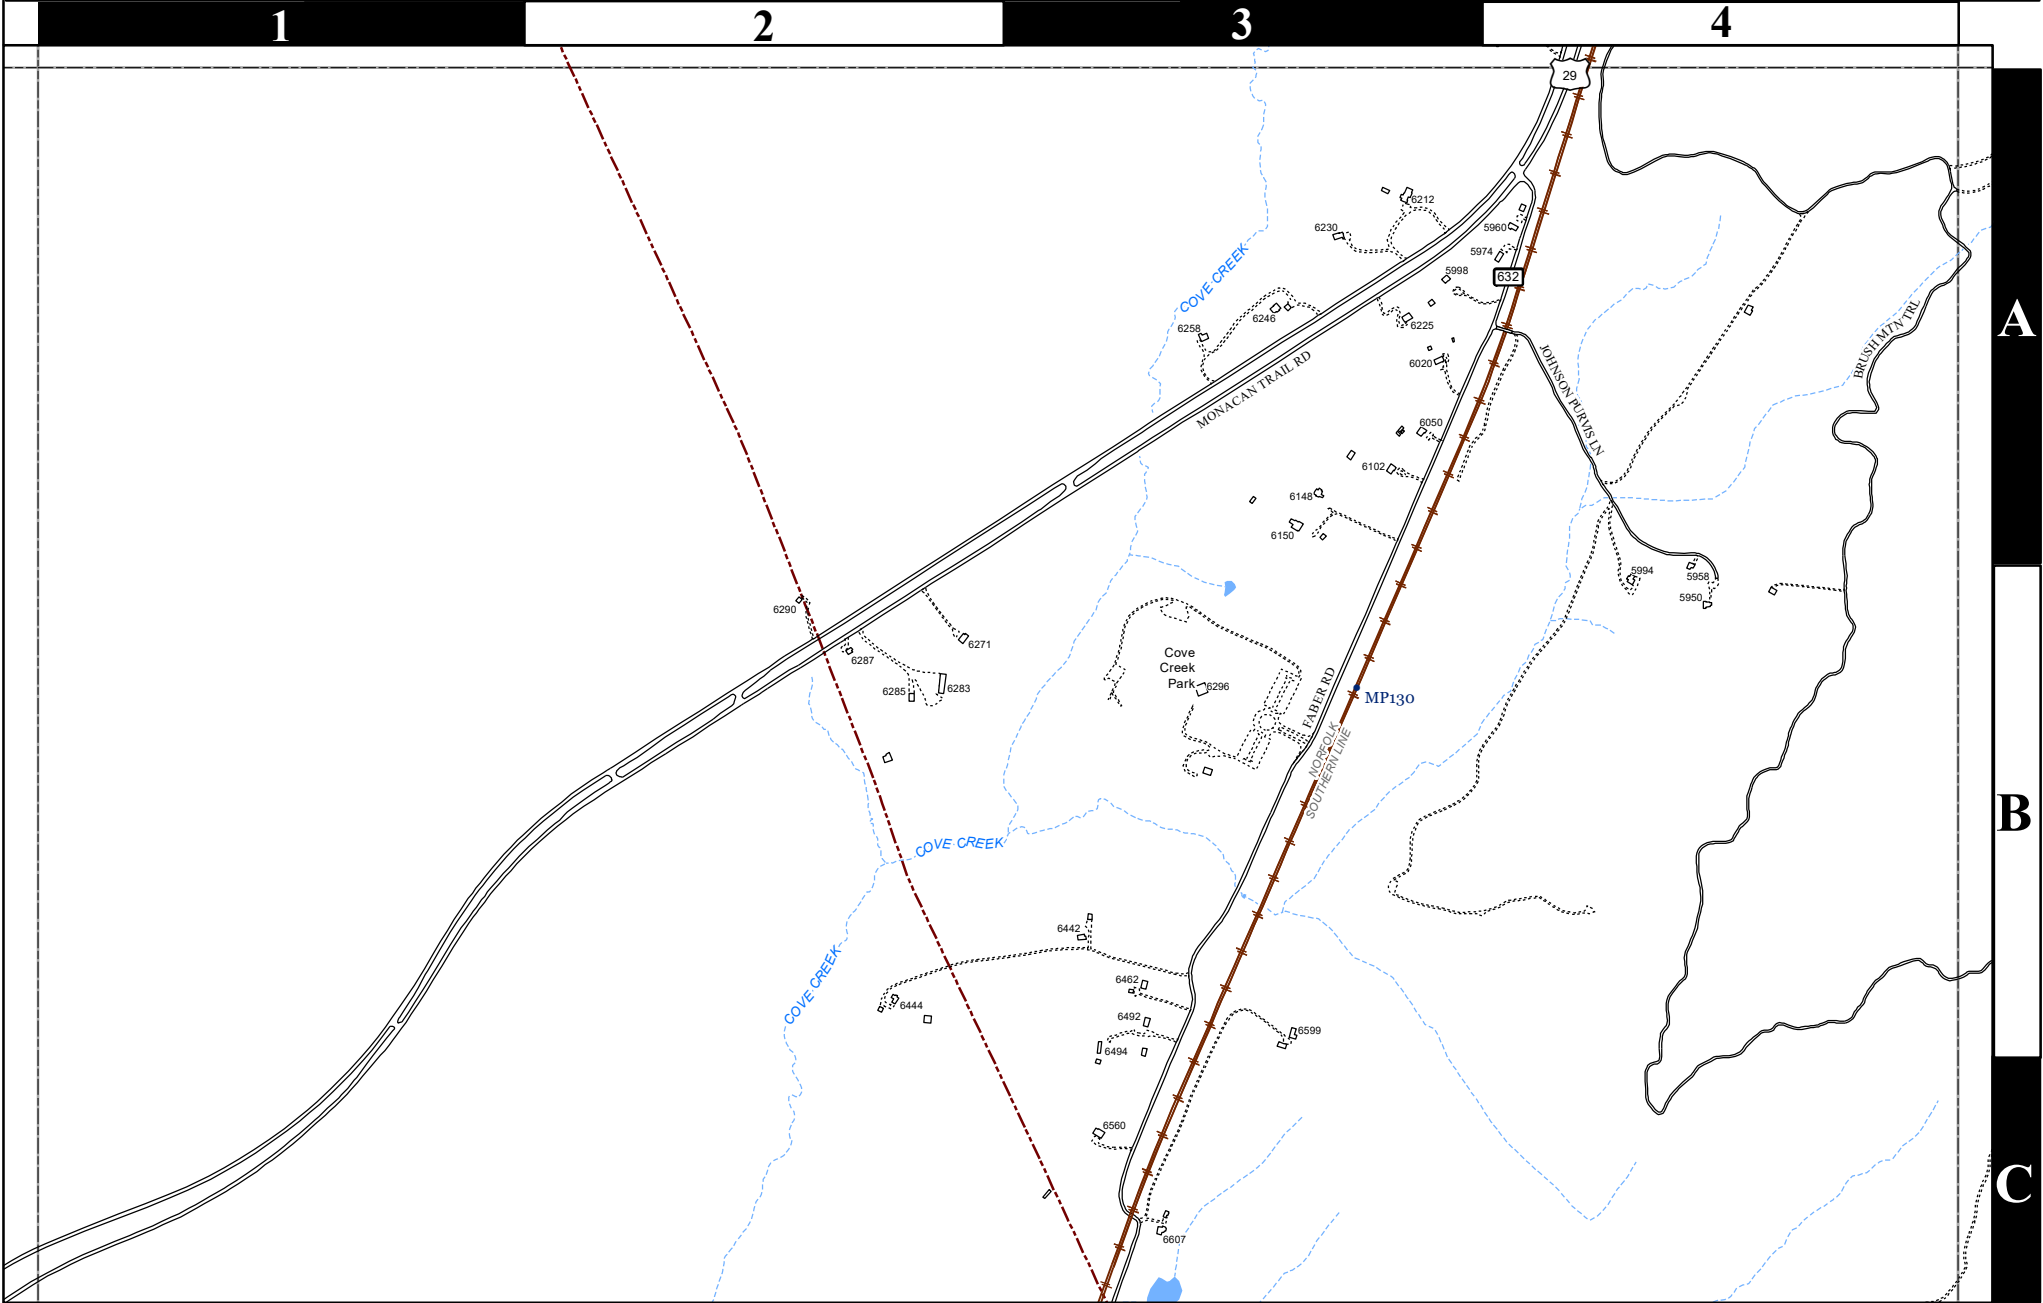 1
2
3
4
29
6212
6230
5960
5974
632
5998
COVE CREEK
6246
6225
6258
A
MONACAN TRAIL RD
6020
JOHNSON PURVIS LN
BRUSH MTN TRL
6050
6102
6148
6150
5994
5958
5950
6290
6271
6287
Cove
Creek
Park
6296
6285
6283
FABER RD
MP130
NORFOLK
SOUTHERN LINE
B
COVE CREEK
6442
COVE CREEK
6462
6444
6492
6599
6494
6560
C
6607